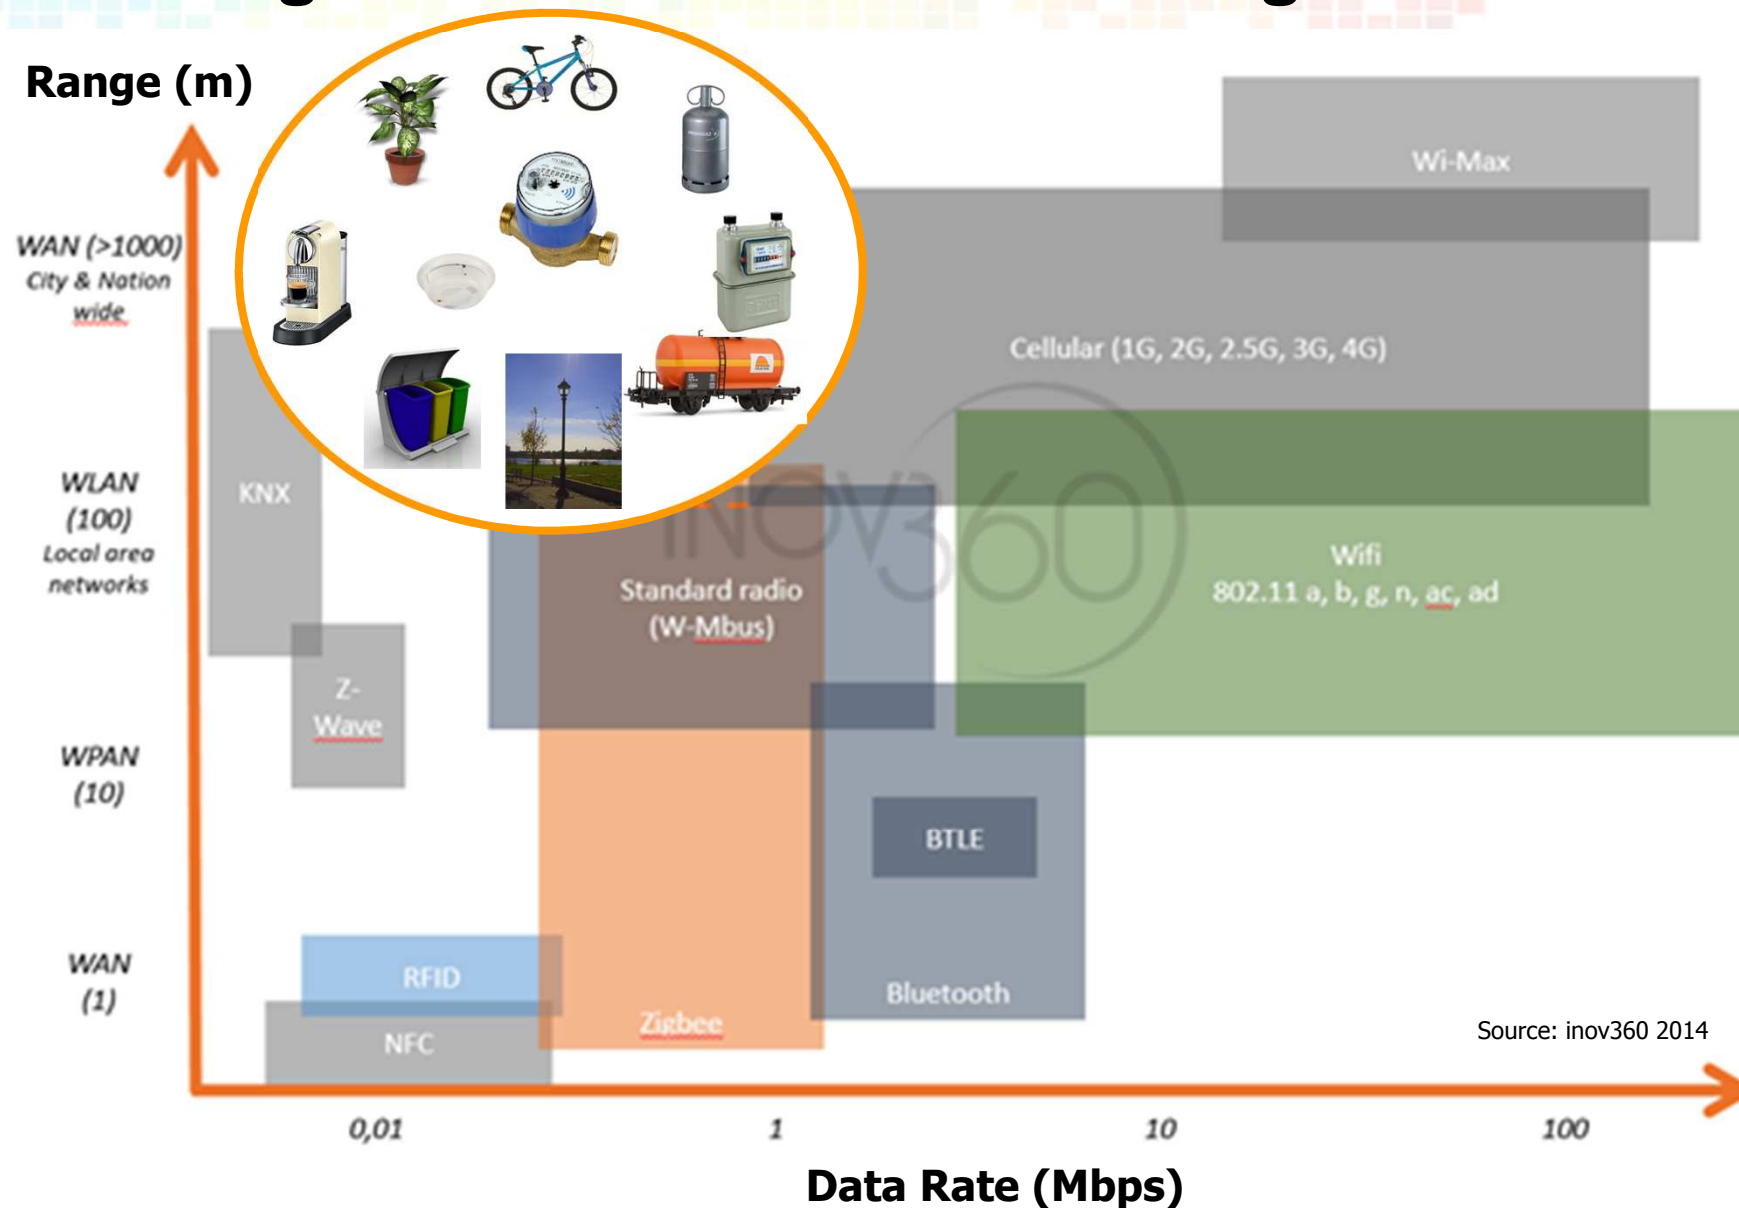 Range (m)
WAN (>1000)
City & Nation
wide
WLAN
(100)
Local area
networks
WPAN
(10)
WAN
(1)
Wi-Max
Cellular (1G, 2G, 2.5G, 3G, 4G)
KNX
INOV360
Wifi
802.11 a, b, g, n, ac, ad
Standard radio
(W-Mbus)
Z-
Wave
BTLE
RFID
Bluetooth
NFC
Zigbee
Source: inov360 2014
0,01
1
10
100
Data Rate (Mbps)